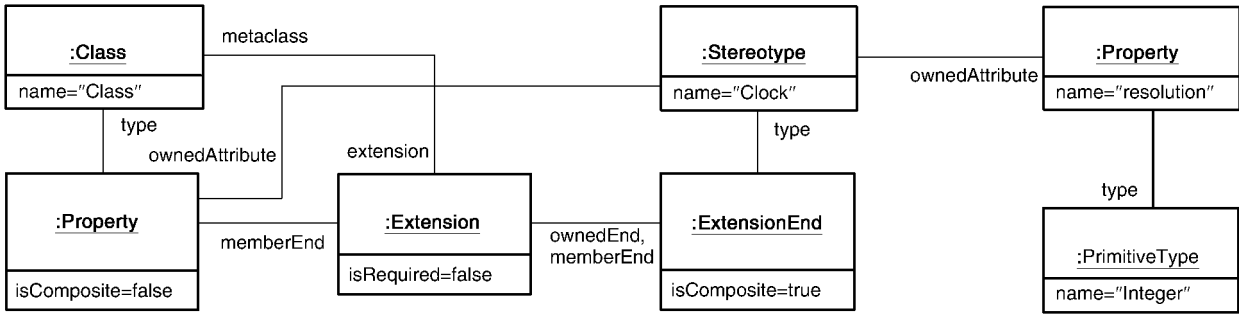 :Class
name="Class"
metaclass
:Stereotype
name="Clock"
ownedAttribute
:Property
name="resolution"
type
ownedAttribute
extension
type
type
:Property
isComposite=false
memberEnd
:Extension
isRequired=false
ownedEnd,
memberEnd
:ExtensionEnd
isComposite=true
:PrimitiveType
name="Integer"